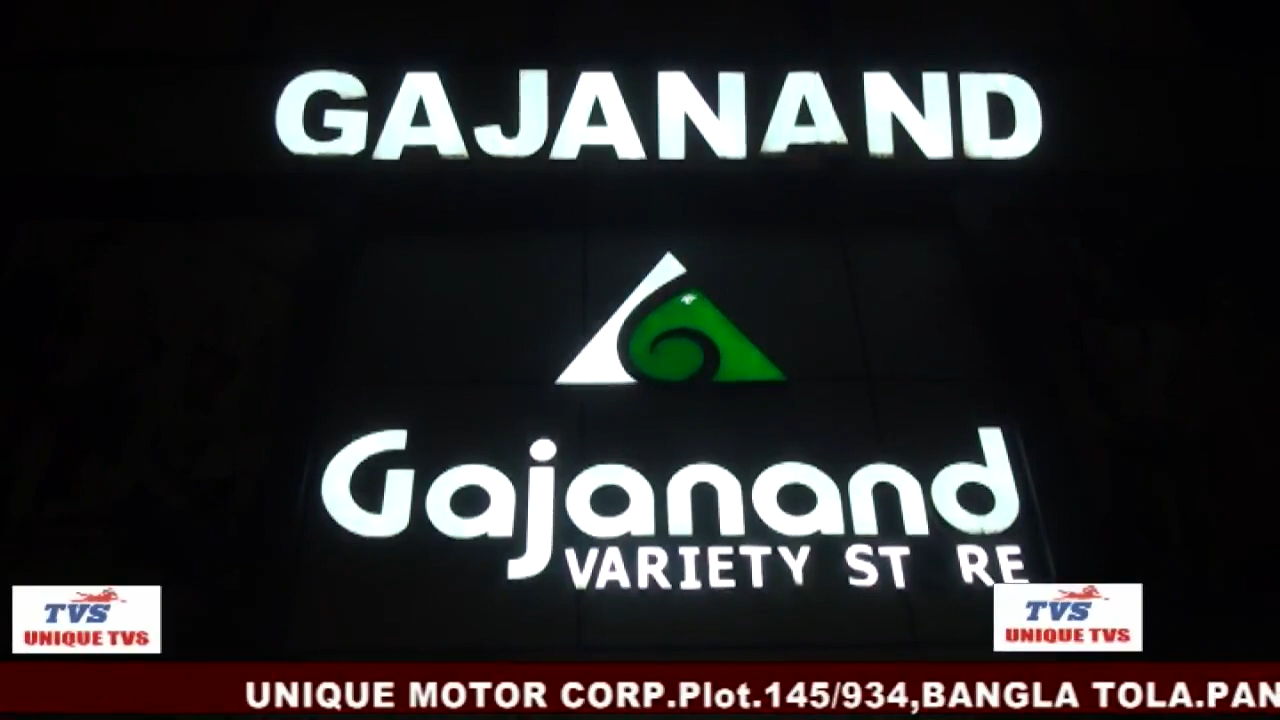 GAJANAND
Gajanand
VARIETY ST RE
TVS
UNIQUE TVS
TVS
UNIQUE TVS
UNIQUE MOTOR CORP.Plot.145/934,BANGLA TOLA.PAN